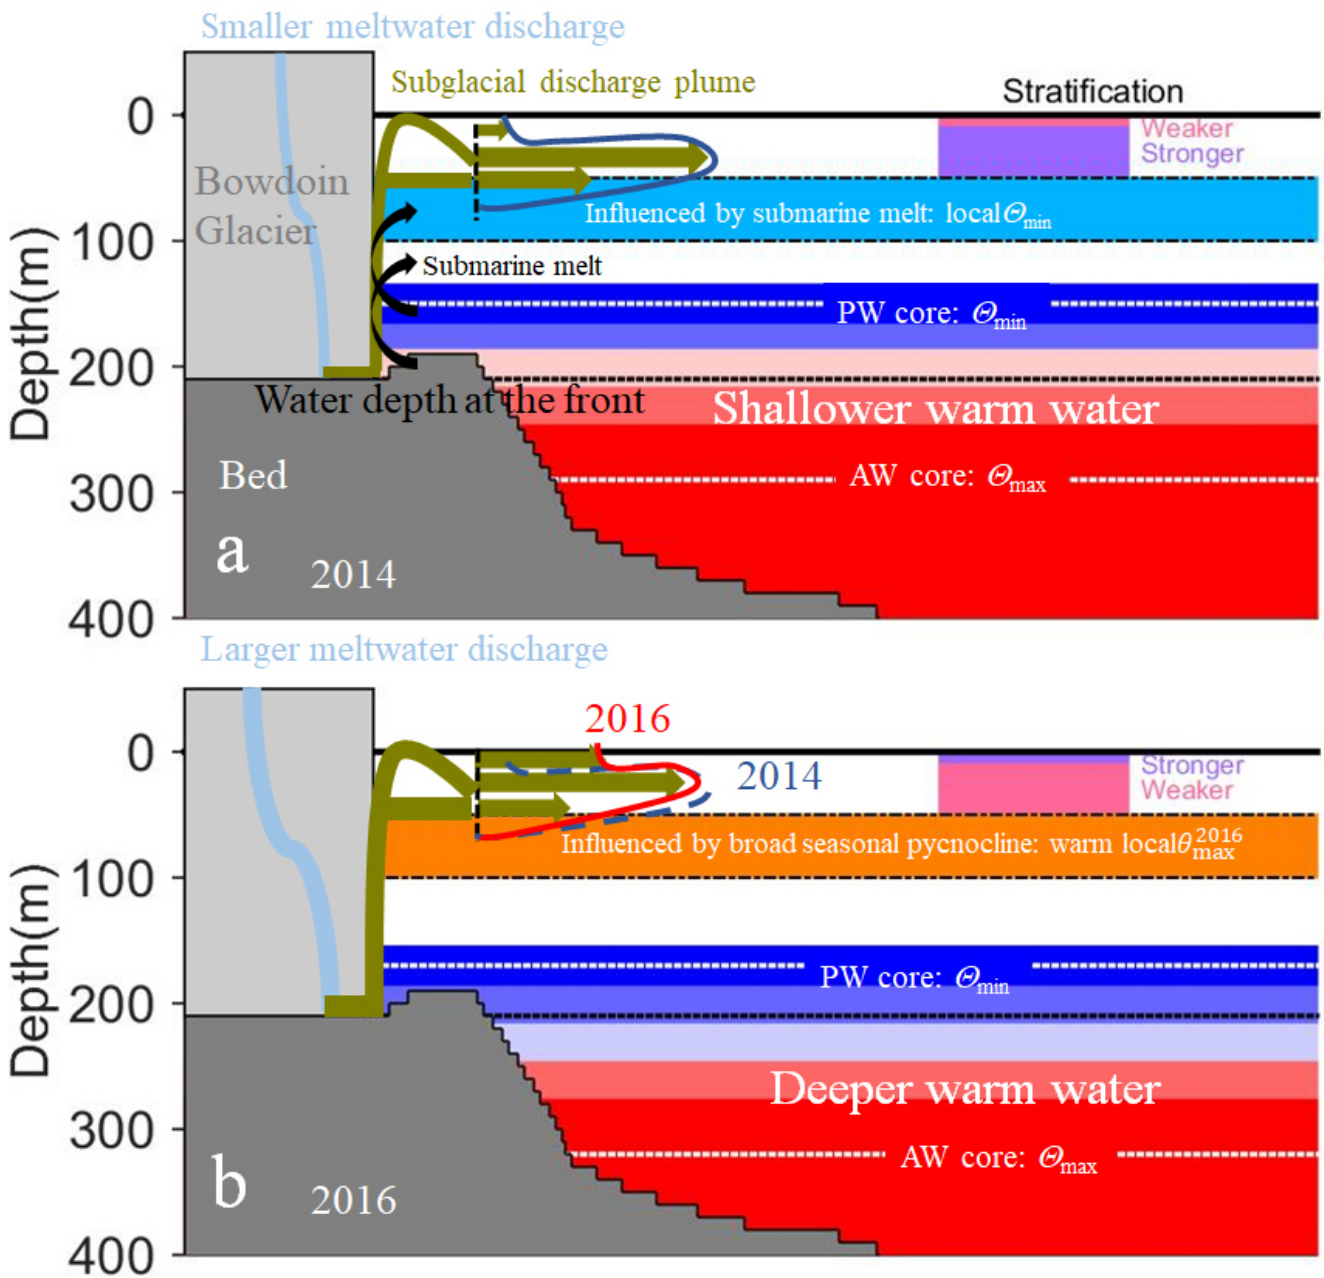 Smaller meltwater discharge
Subglacial discharge plume
Stratification
0
Weaker
Stronger
Bowdoin
Glacier
Influenced by submarine melt: local Θmin
100
Submarine melt
PW core: Θmin
200
Water depth at the front
Shallower warm water
Depth(m)
Bed
AW core: Θmax
300
a
2014
400
Larger meltwater discharge
2016
0
2014
Stronger
Weaker
Influenced by broad seasonal pycnocline: warm local θ2016max
100
PW core: Θmin
200
Depth(m)
Deeper warm water
300
AW core: Θmax
b
2016
400